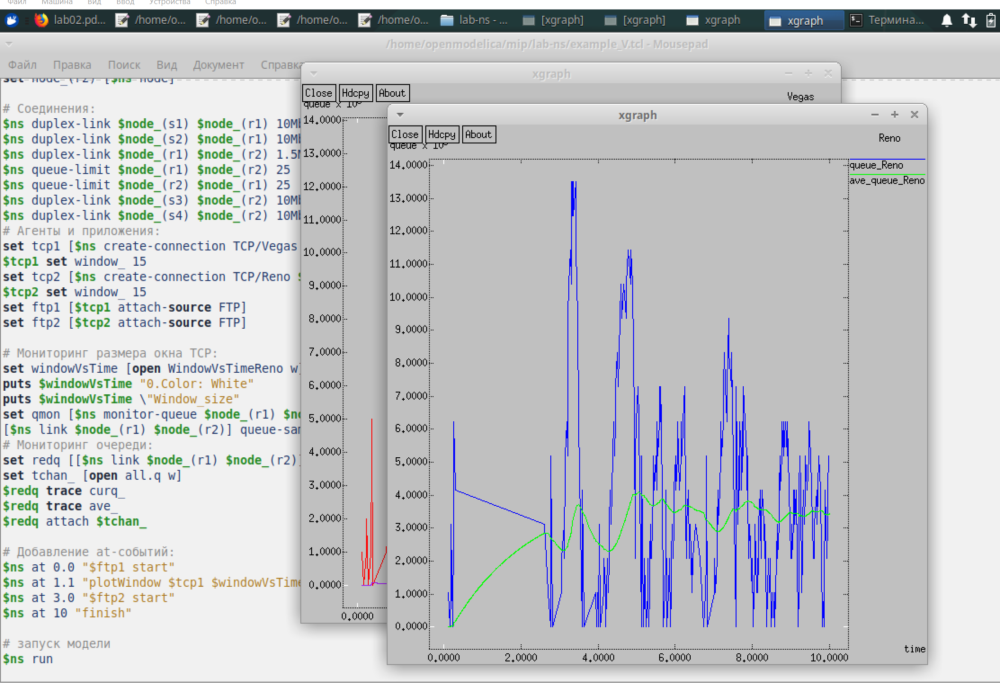 Файл Машина Вид Ввод Устройства Справка
lab02.pd... /home/o... /home/o... /home/o... /home/o... lab-ns - ... [xgraph] [xgraph] xgraph xgraph Термина...
/home/openmodelica/mip/lab-ns/example_V.tcl - Mousepad
Файл Правка Поиск Вид Документ Справка
set node_(r2) [$ns node]
# Соединения:
$ns duplex-link $node_(s1) $node_(r1) 10Mb
$ns duplex-link $node_(s2) $node_(r1) 10Mb
$ns duplex-link $node_(r1) $node_(r2) 1.5M
$ns queue-limit $node_(r1) $node_(r2) 25
$ns queue-limit $node_(r2) $node_(r1) 25
$ns duplex-link $node_(s3) $node_(r2) 10Mb
$ns duplex-link $node_(s4) $node_(r2) 10Mb
# Агенты и приложения:
set tcp1 [$ns create-connection TCP/Vegas
$tcp1 set window_ 15
set tcp2 [$ns create-connection TCP/Reno $
$tcp2 set window_ 15
set ftp1 [$tcp1 attach-source FTP]
set ftp2 [$tcp2 attach-source FTP]
# Мониторинг размера окна TCP:
set windowVsTime [open WindowVsTimeReno w]
puts $windowVsTime "0.Color: White"
puts $windowVsTime \"Window_size"
set qmon [$ns monitor-queue $node_(r1) $no
[$ns link $node_(r1) $node_(r2)] queue-sam
# Мониторинг очереди:
set redq [[$ns link $node_(r1) $node_(r2)]
set tchan_ [open all.q w]
$redq trace curq_
$redq trace ave_
$redq attach $tchan_
# Добавление at-событий:
$ns at 0.0 "$ftp1 start"
$ns at 1.1 "plotWindow $tcp1 $windowVsTime
$ns at 3.0 "$ftp2 start"
$ns at 10 "finish"
# запуск модели
$ns run
xgraph
Close Hdcpy About
Vegas
queue x 10
14.0000
13.0000
12.0000
11.0000
10.0000
9.0000
8.0000
7.0000
6.0000
5.0000
4.0000
3.0000
2.0000
1.0000
0.0000
0.0000
xgraph
Close Hdcpy About
Reno
queue x 10
14.0000
13.0000
12.0000
11.0000
10.0000
9.0000
8.0000
7.0000
6.0000
5.0000
4.0000
3.0000
2.0000
1.0000
0.0000
queue_Reno
ave_queue_Reno
time
0.0000 2.0000 4.0000 6.0000 8.0000 10.0000